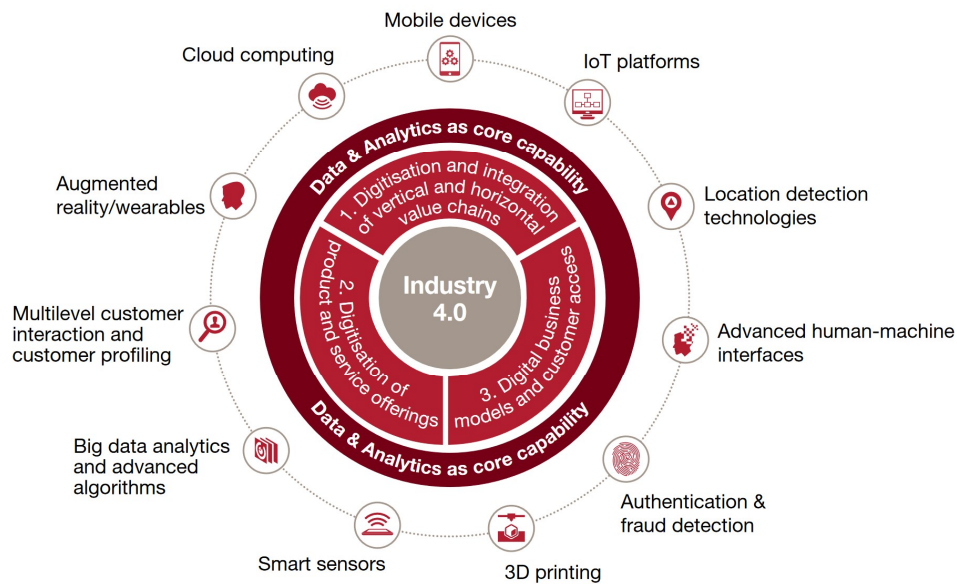 Mobile devices
Cloud computing
IoT platforms
Augmented
reality/wearables
Location detection
technologies
Multilevel customer
interaction and
customer profiling
Advanced human-machine
interfaces
Big data analytics
and advanced
algorithms
Authentication &
fraud detection
Smart sensors
3D printing
Data & Analytics as core capability
1. Digitisation and integration
of vertical and horizontal
value chains
2. Digitisation of
product and service offerings
3. Digital business
models and customer access
Industry
4.0
Data & Analytics as core capability